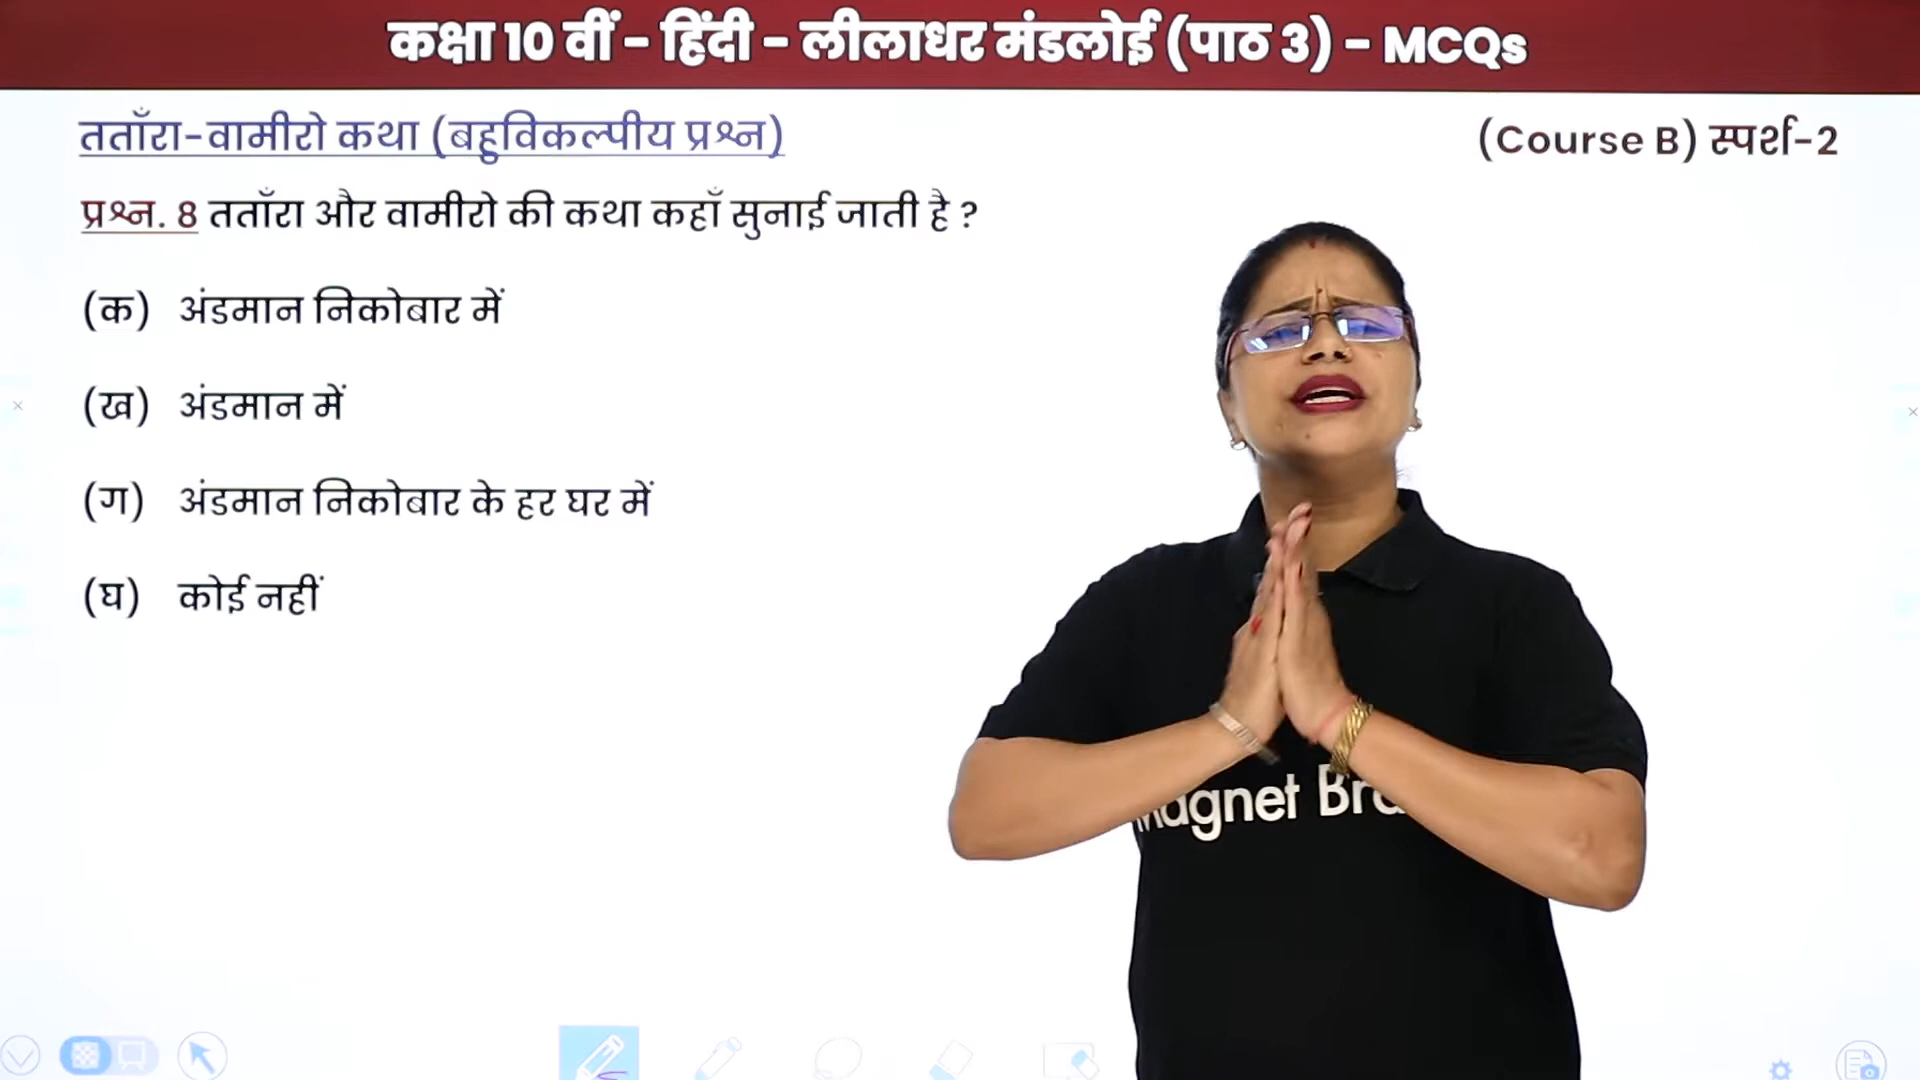 कक्षा 10 वीं - हिंदी - लीलाधर मंडलोई (पाठ 3) - MCQs
तताँरा-वामीरो कथा (बहुविकल्पीय प्रश्न)
(Course B) स्पर्श-2
प्रश्न. 8 तताँरा और वामीरो की कथा कहाँ सुनाई जाती है ?
(क) अंडमान निकोबार में
(ख) अंडमान में
(ग) अंडमान निकोबार के हर घर में
(घ) कोई नहीं
agnet Bra